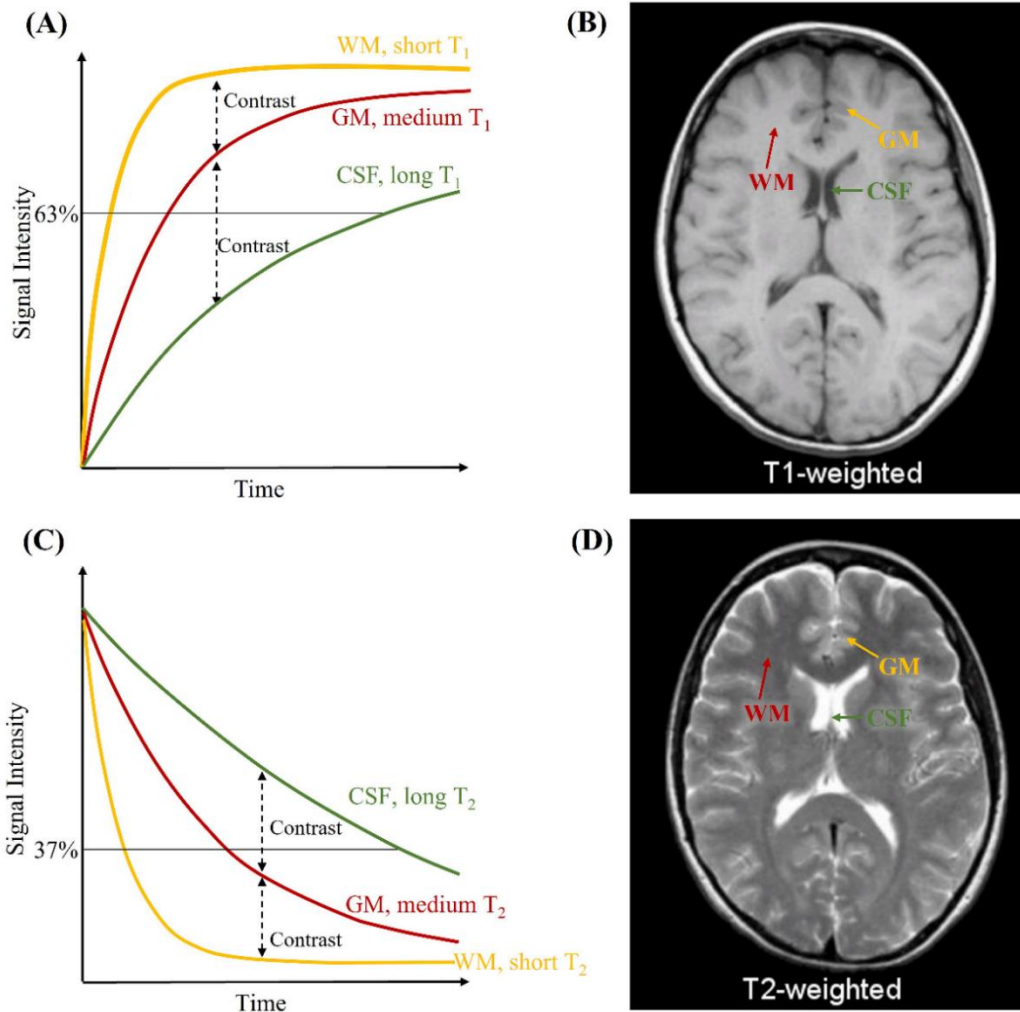 (A)
WM, short T1
Contrast
GM, medium T1
CSF, long T1
63%
Contrast
Signal Intensity
Time
(B)
GM
WM
CSF
T1-weighted
(C)
Signal Intensity
CSF, long T2
Contrast
37%
GM, medium T2
Contrast
WM, short T2
Time
(D)
GM
WM
CSF
T2-weighted